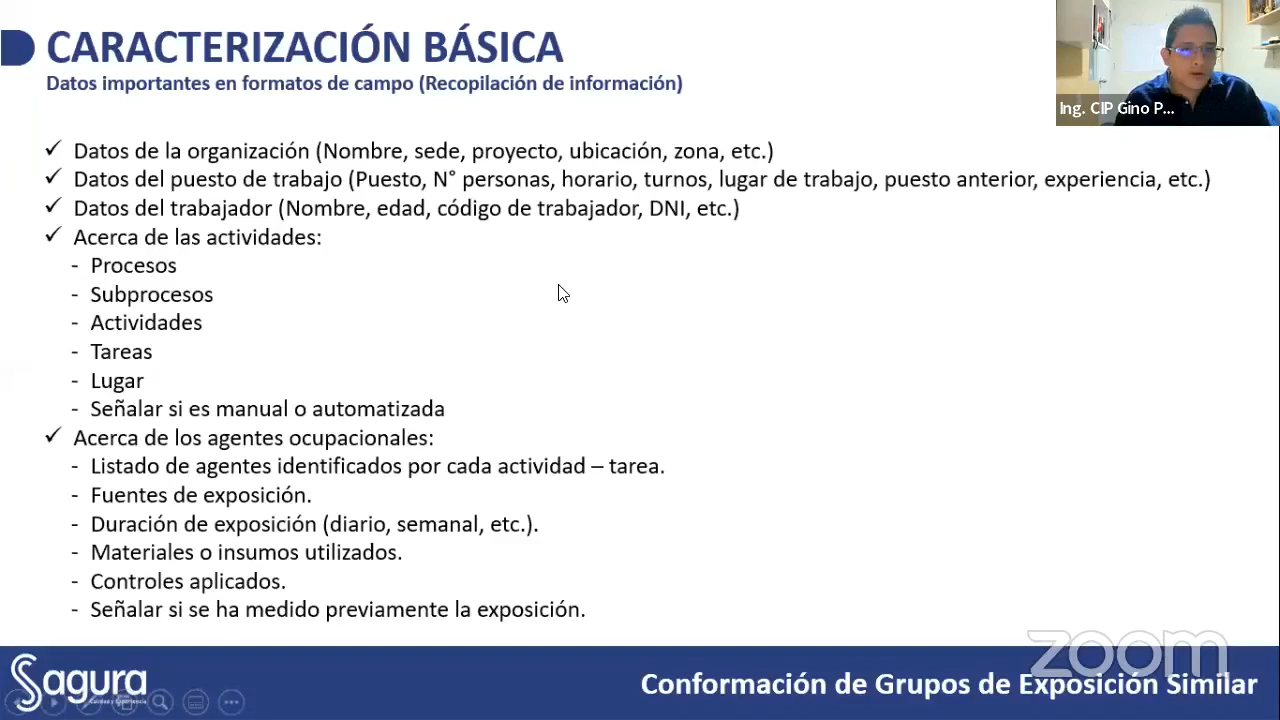 CARACTERIZACIÓN BÁSICA
Datos importantes en formatos de campo (Recopilación de información)
Ing. CIP Gino P...
✓ Datos de la organización (Nombre, sede, proyecto, ubicación, zona, etc.)
✓ Datos del puesto de trabajo (Puesto, N° personas, horario, turnos, lugar de trabajo, puesto anterior, experiencia, etc.)
✓ Datos del trabajador (Nombre, edad, código de trabajador, DNI, etc.)
✓ Acerca de las actividades:
- Procesos
- Subprocesos
- Actividades
- Tareas
- Lugar
- Señalar si es manual o automatizada
✓ Acerca de los agentes ocupacionales:
- Listado de agentes identificados por cada actividad – tarea.
- Fuentes de exposición.
- Duración de exposición (diario, semanal, etc.).
- Materiales o insumos utilizados.
- Controles aplicados.
- Señalar si se ha medido previamente la exposición.
zoom
Sagura
Calidad y Experiencia
Conformación de Grupos de Exposición Similar